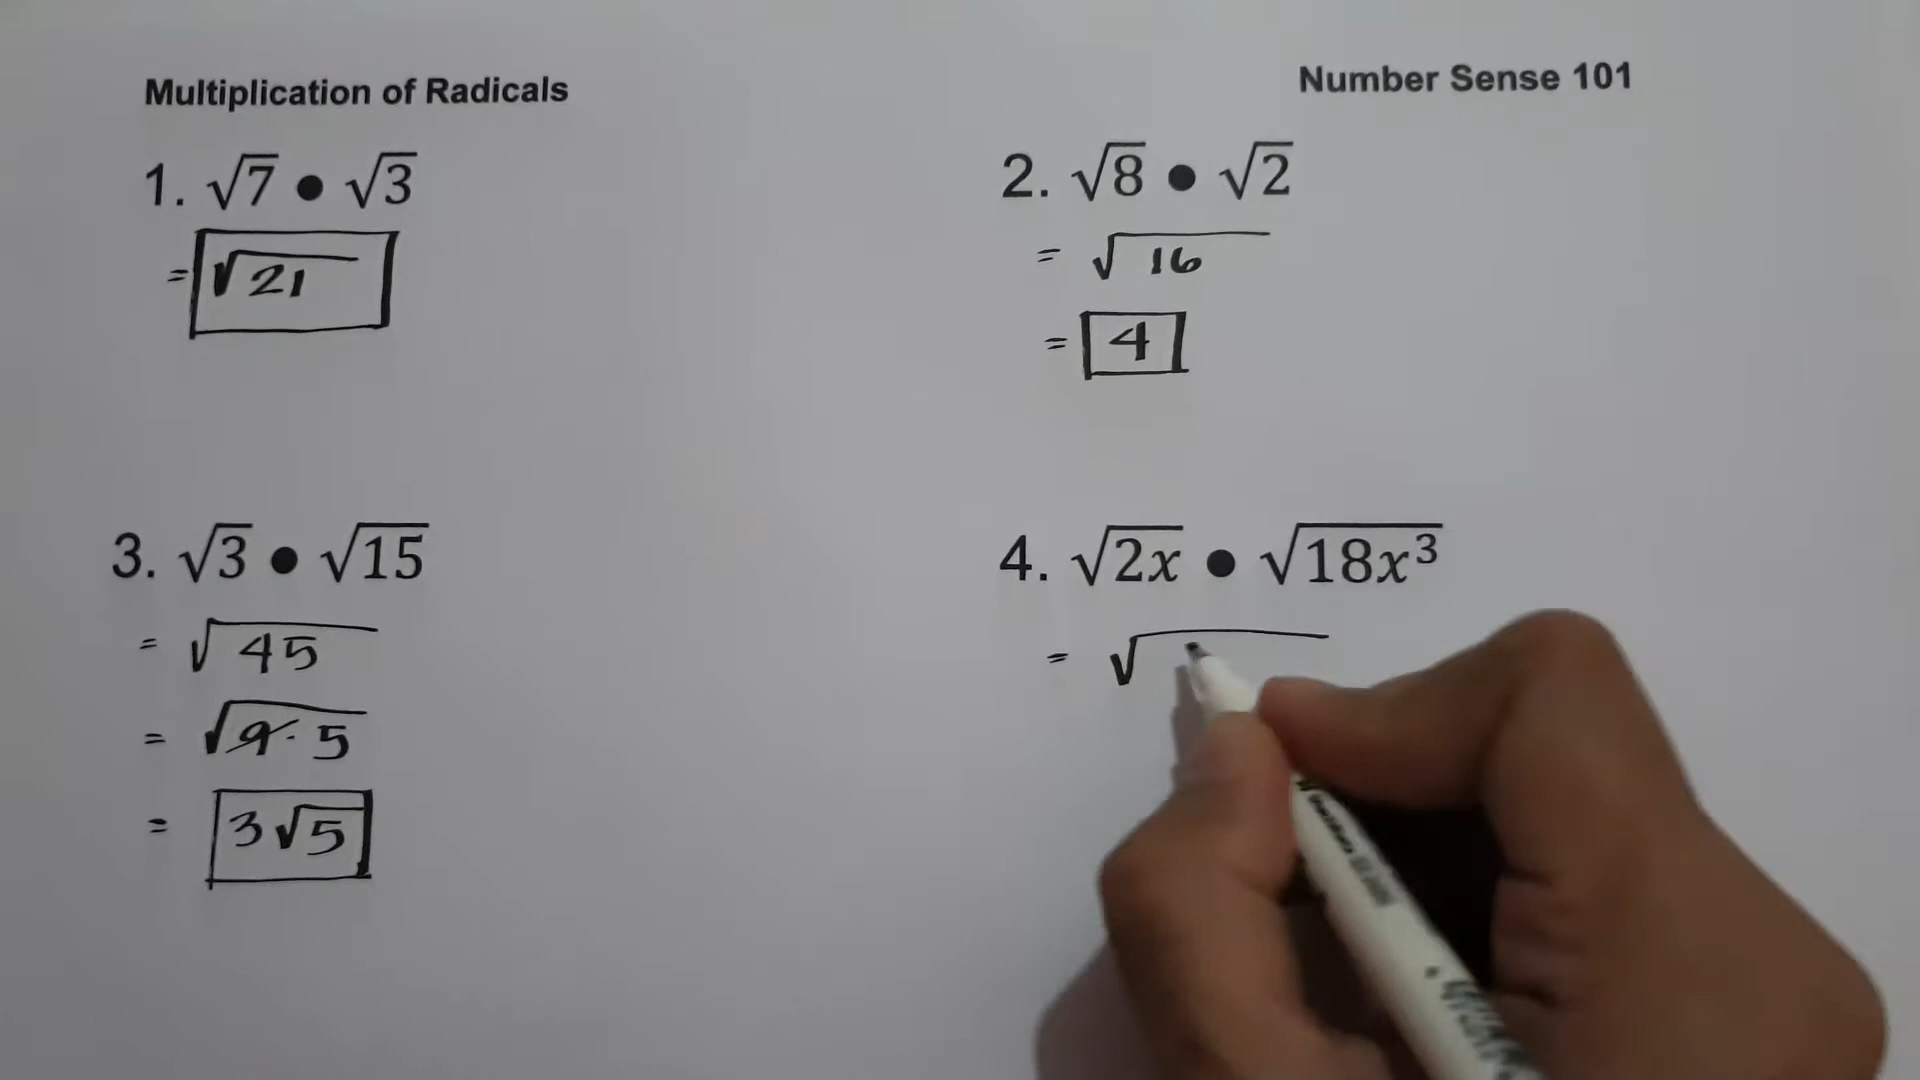 Multiplication of Radicals
Number Sense 101
1. √7 • √3
= √21
2. √8 • √2
= √16
= 4
3. √3 • √15
= √45
= √9·5
= 3√5
4. √2x • √18x³
= √